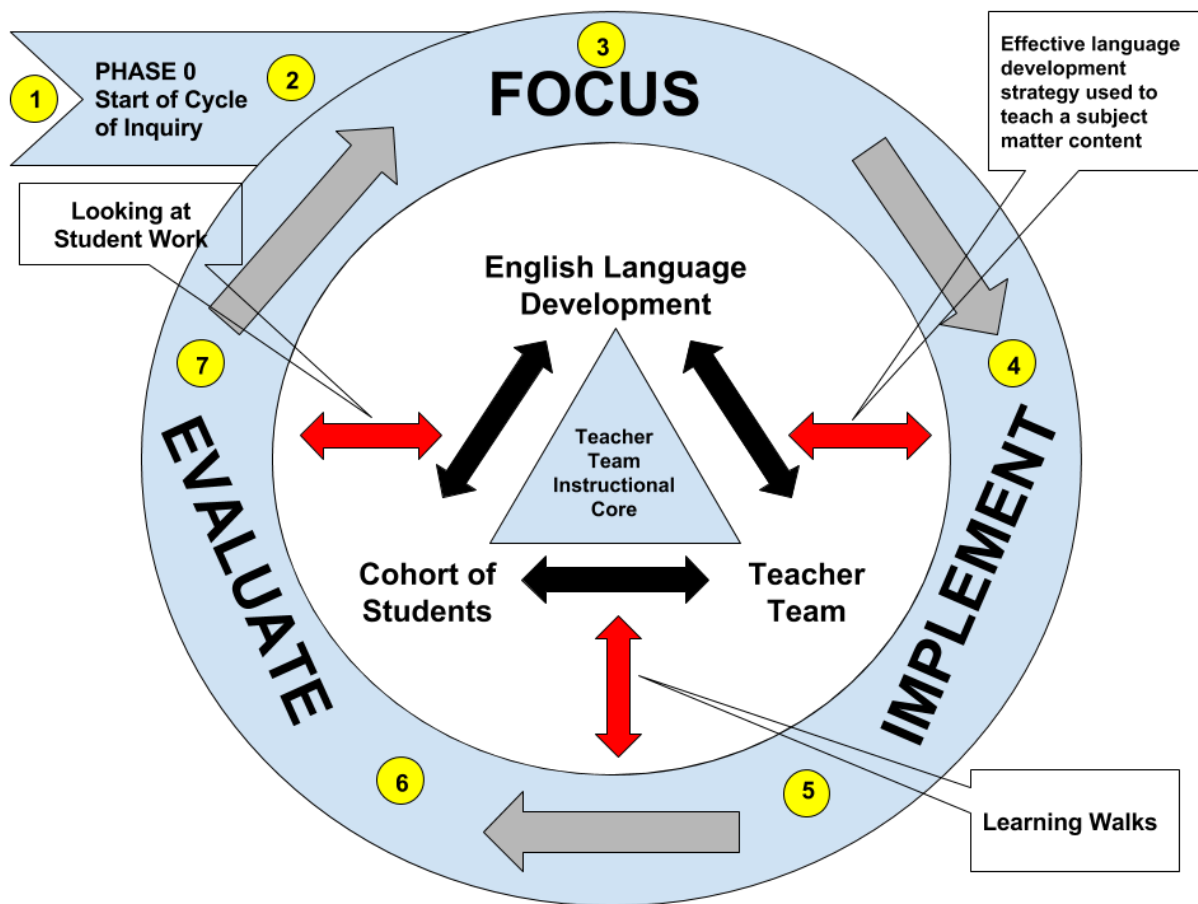 1
PHASE 0
Start of Cycle
of Inquiry
2
3
FOCUS
Effective language
development
strategy used to
teach a subject
matter content
Looking at
Student Work
English Language
Development
7
4
Teacher
Team
Instructional
Core
EVALUATE
IMPLEMENT
Cohort of
Students
Teacher
Team
6
5
Learning Walks